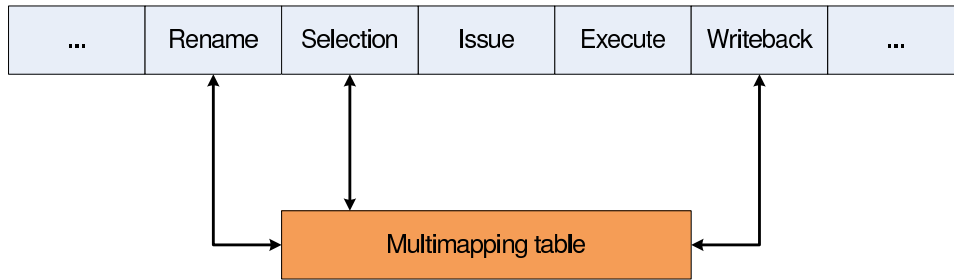 ... Rename Selection Issue Execute Writeback ...
Multimapping table